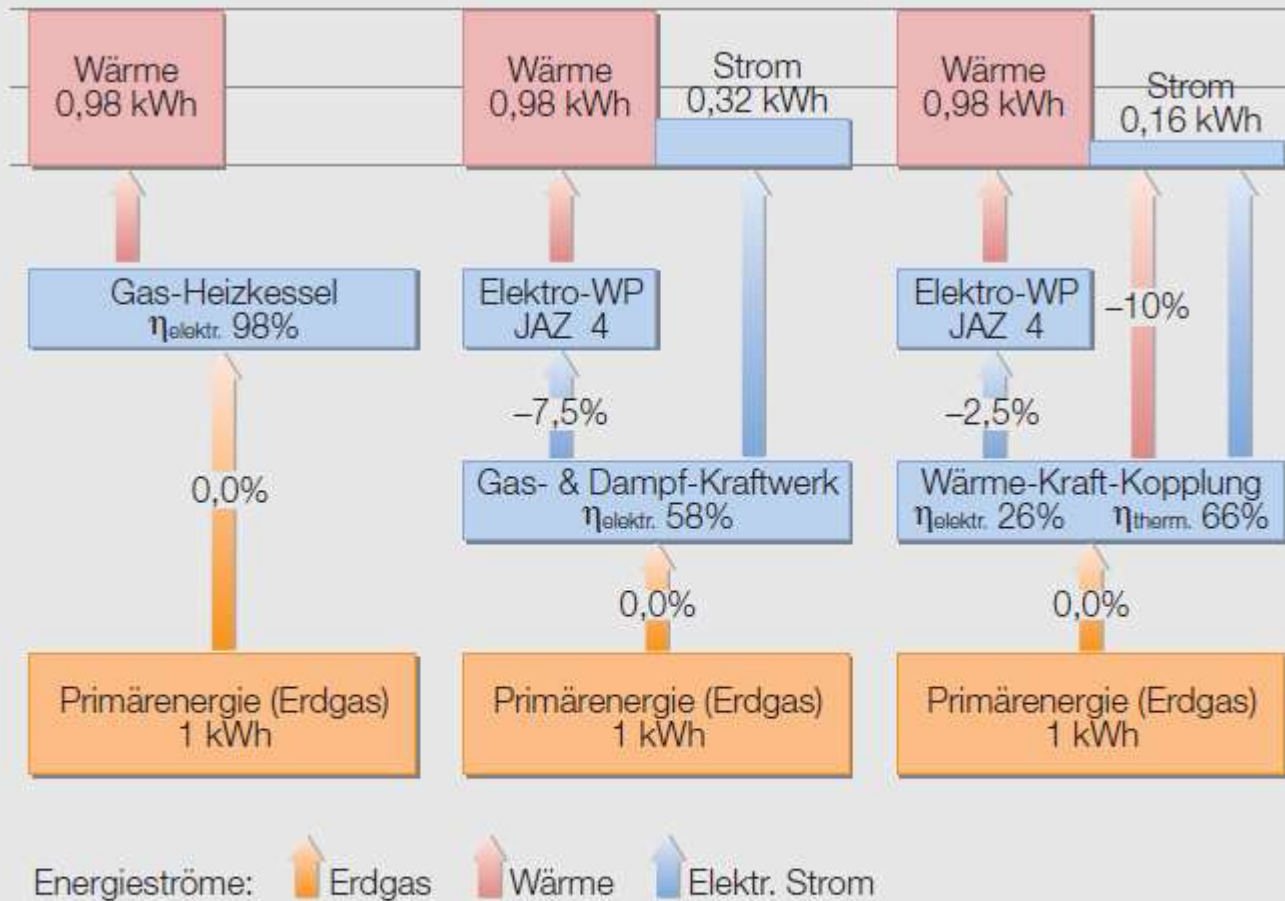 Wärme
0,98 kWh
Wärme
0,98 kWh
Strom
0,32 kWh
Wärme
0,98 kWh
Strom
0,16 kWh
Gas-Heizkessel
ηelektr. 98%
Elektro-WP
JAZ 4
Elektro-WP
JAZ 4
–10%
–7,5%
–2,5%
0,0%
Gas- & Dampf-Kraftwerk
ηelektr. 58%
Wärme-Kraft-Kopplung
ηelektr. 26% ηtherm. 66%
0,0%
0,0%
Primärenergie (Erdgas)
1 kWh
Primärenergie (Erdgas)
1 kWh
Primärenergie (Erdgas)
1 kWh
Energieströme: Erdgas Wärme Elektr. Strom